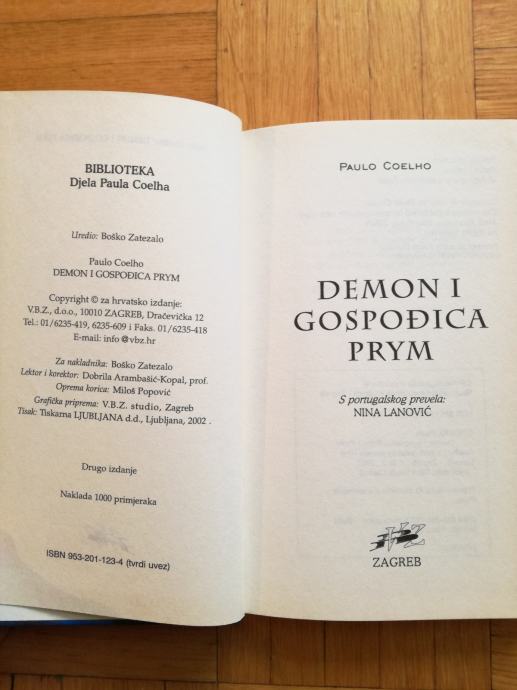 BIBLIOTEKA
Djela Paula Coelha
Uredio: Boško Zatezalo
Paulo Coelho
DEMON I GOSPOĐICA PRYM
Copyright © za hrvatsko izdanje:
V.B.Z., d.o.o., 10010 ZAGREB, Dračevička 12
Tel.: 01/6235-419, 6235-609 i Faks. 01/6235-418
E-mail: info @vbz.hr
Za nakladnika: Boško Zatezalo
Lektor i korektor: Dobrila Arambašić-Kopal, prof.
Oprema korica: Miloš Popović
Grafička priprema: V.B.Z. studio, Zagreb
Tisak: Tiskarna LJUBLJANA d.d., Ljubljana, 2002 .
Drugo izdanje
Naklada 1000 primjeraka
ISBN 953-201-123-4 (tvrdi uvez)
PAULO COELHO
DEMON I
GOSPOĐICA
PRYM
S portugalskog prevela:
NINA LANOVIĆ
VBZ
ZAGREB